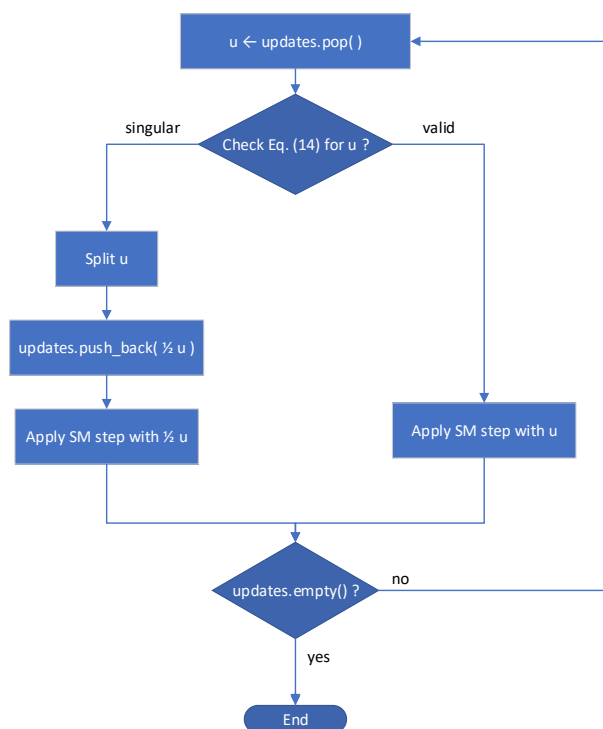 u ← updates.pop( )
Check Eq. (14) for u ?
singular
valid
Split u
updates.push_back( ½ u )
Apply SM step with ½ u
Apply SM step with u
updates.empty() ?
no
yes
End